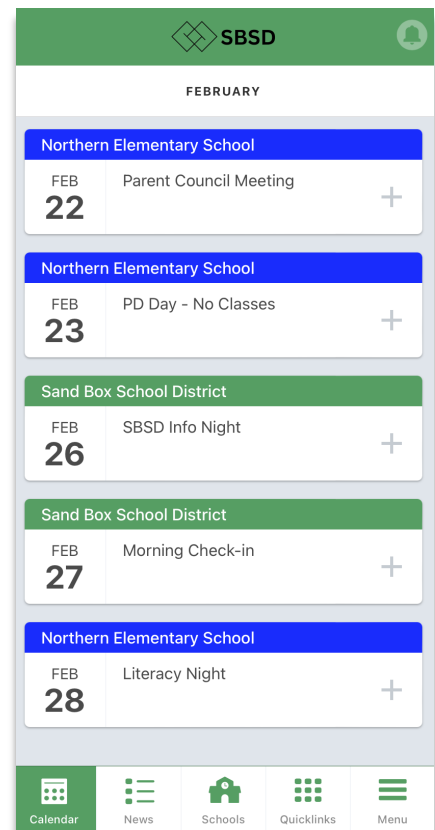 SBSD
FEBRUARY
Northern Elementary School
FEB
22
Parent Council Meeting
Northern Elementary School
FEB
23
PD Day - No Classes
Sand Box School District
FEB
26
SBSD Info Night
Sand Box School District
FEB
27
Morning Check-in
Northern Elementary School
FEB
28
Literacy Night
Calendar
News
Schools
Quicklinks
Menu